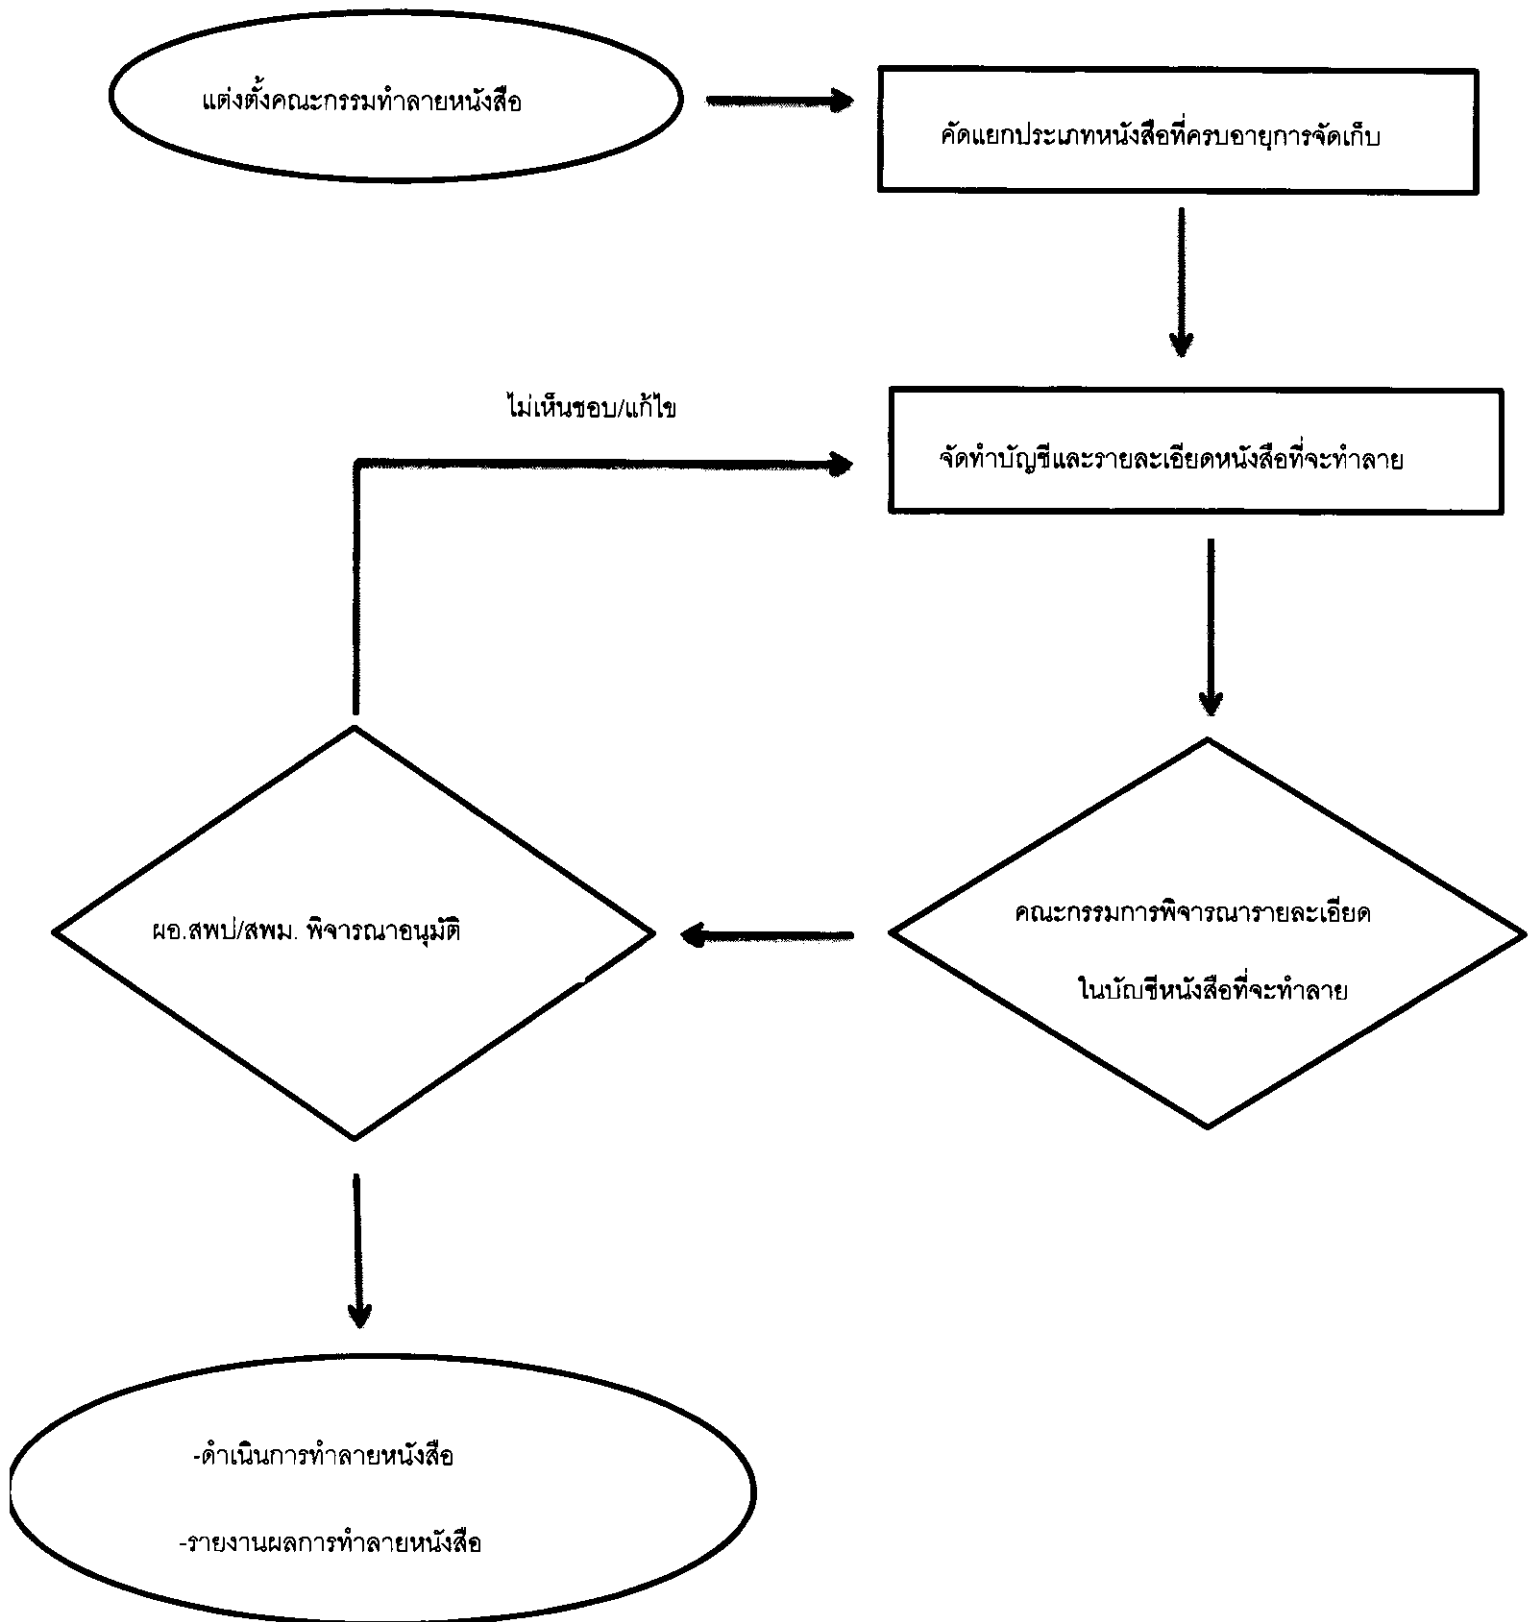 แต่งตั้งคณะกรรมทำลายหนังสือ
คัดแยกประเภทหนังสือที่ครบอายุการจัดเก็บ
ไม่เห็นชอบ/แก้ไข
จัดทำบัญชีและรายละเอียดหนังสือที่จะทำลาย
คณะกรรมการพิจารณารายละเอียด
ในบัญชีหนังสือที่จะทำลาย
ผอ.สพป/สพม. พิจารณาอนุมัติ
-ดำเนินการทำลายหนังสือ
-รายงานผลการทำลายหนังสือ